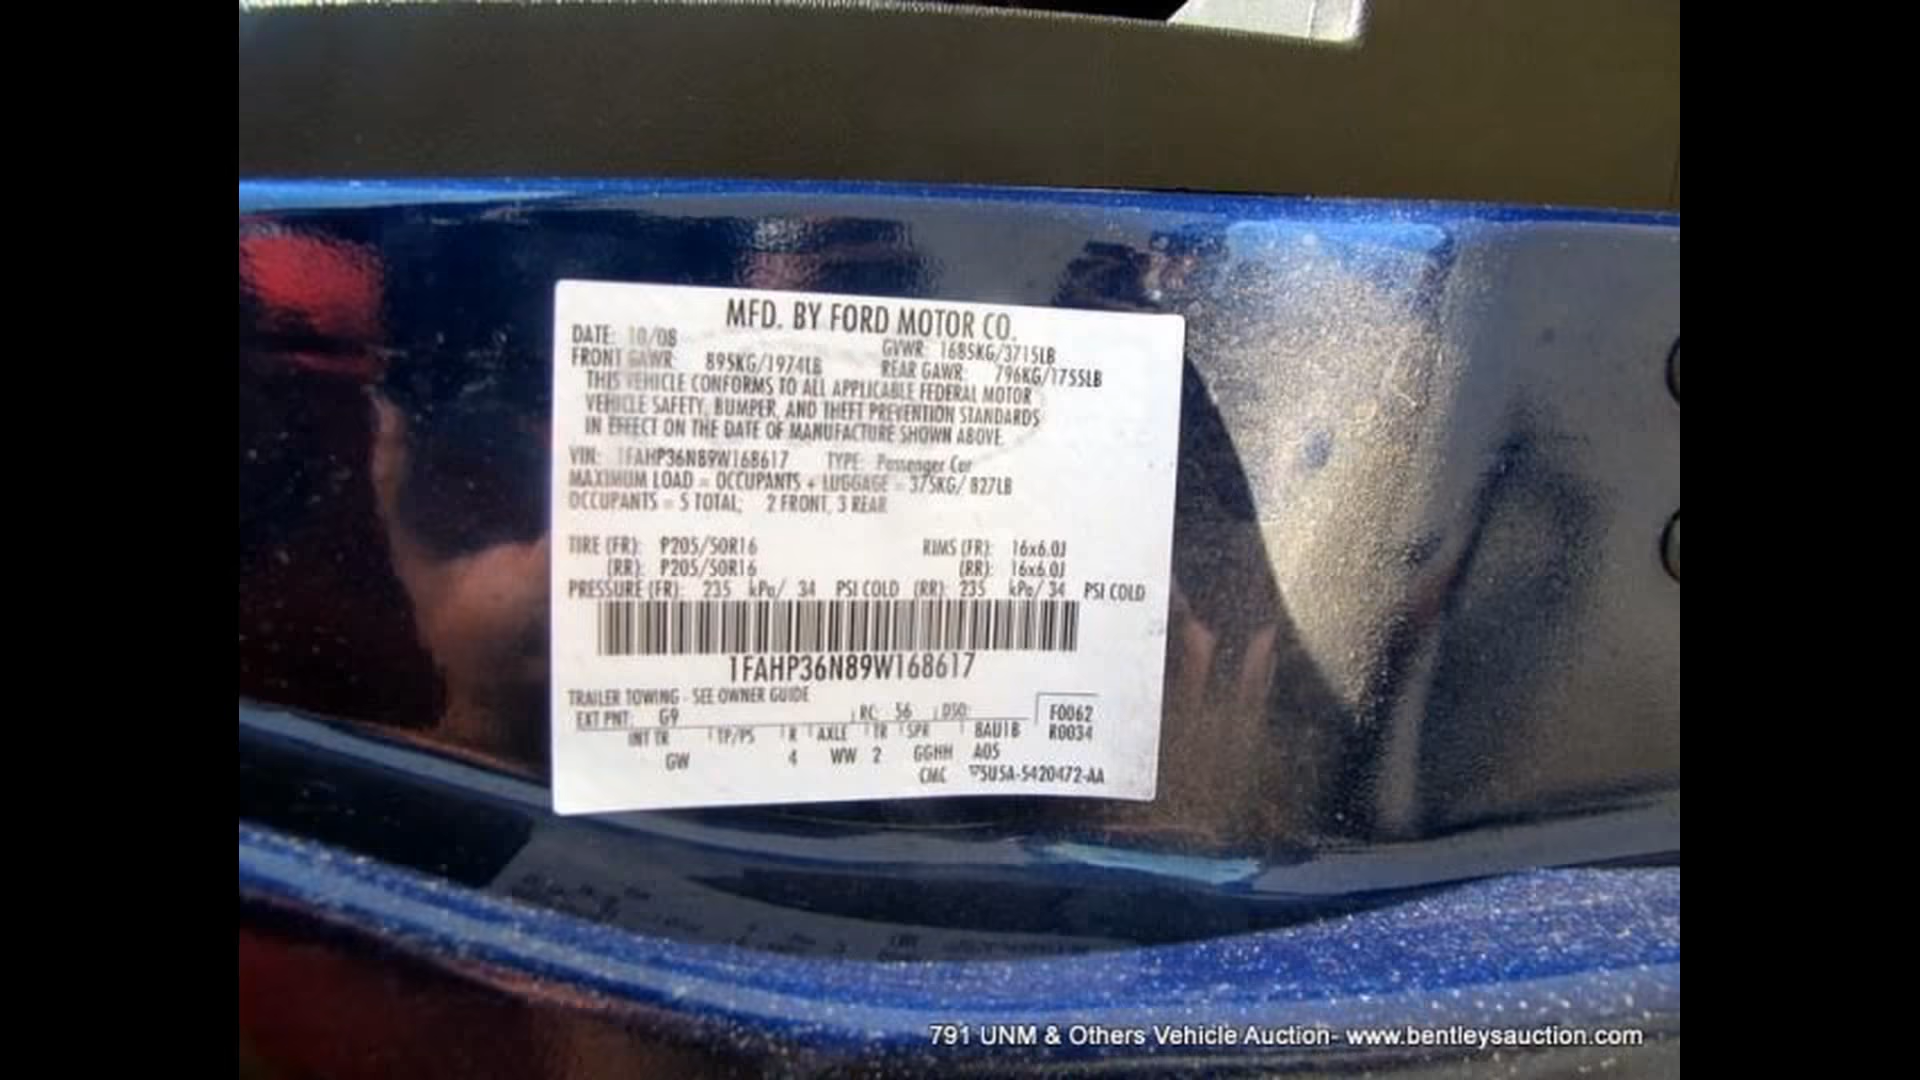 MFD. BY FORD MOTOR CO.
DATE: 10/08 GVWR: 1685KG/3715LB
FRONT GAWR: 895KG/1974LB REAR GAWR: 796KG/1755LB
THIS VEHICLE CONFORMS TO ALL APPLICABLE FEDERAL MOTOR
VEHICLE SAFETY, BUMPER, AND THEFT PREVENTION STANDARDS
IN EFFECT ON THE DATE OF MANUFACTURE SHOWN ABOVE.
VIN: 1FAHP36N89W168617 TYPE: Passenger Car
MAXIMUM LOAD = OCCUPANTS + LUGGAGE = 375KG/ 827LB
OCCUPANTS = 5 TOTAL; 2 FRONT, 3 REAR
TIRE (FR): P205/50R16 RIMS (FR): 16x6.0J
(RR): P205/50R16 (RR): 16x6.0J
PRESSURE (FR): 235 kPa/ 34 PSI COLD (RR): 235 kPa/ 34 PSI COLD
1FAHP36N89W168617
TRAILER TOWING - SEE OWNER GUIDE
EXT PNT: G9 RC: 56 DSO: F0062
INT TR TP/PS R AXLE TR SPR 8AU1B R0034
GW 4 WW 2 GGHH A05
CMC 5U5A-5420472-AA
791 UNM & Others Vehicle Auction- www.bentleysauction.com